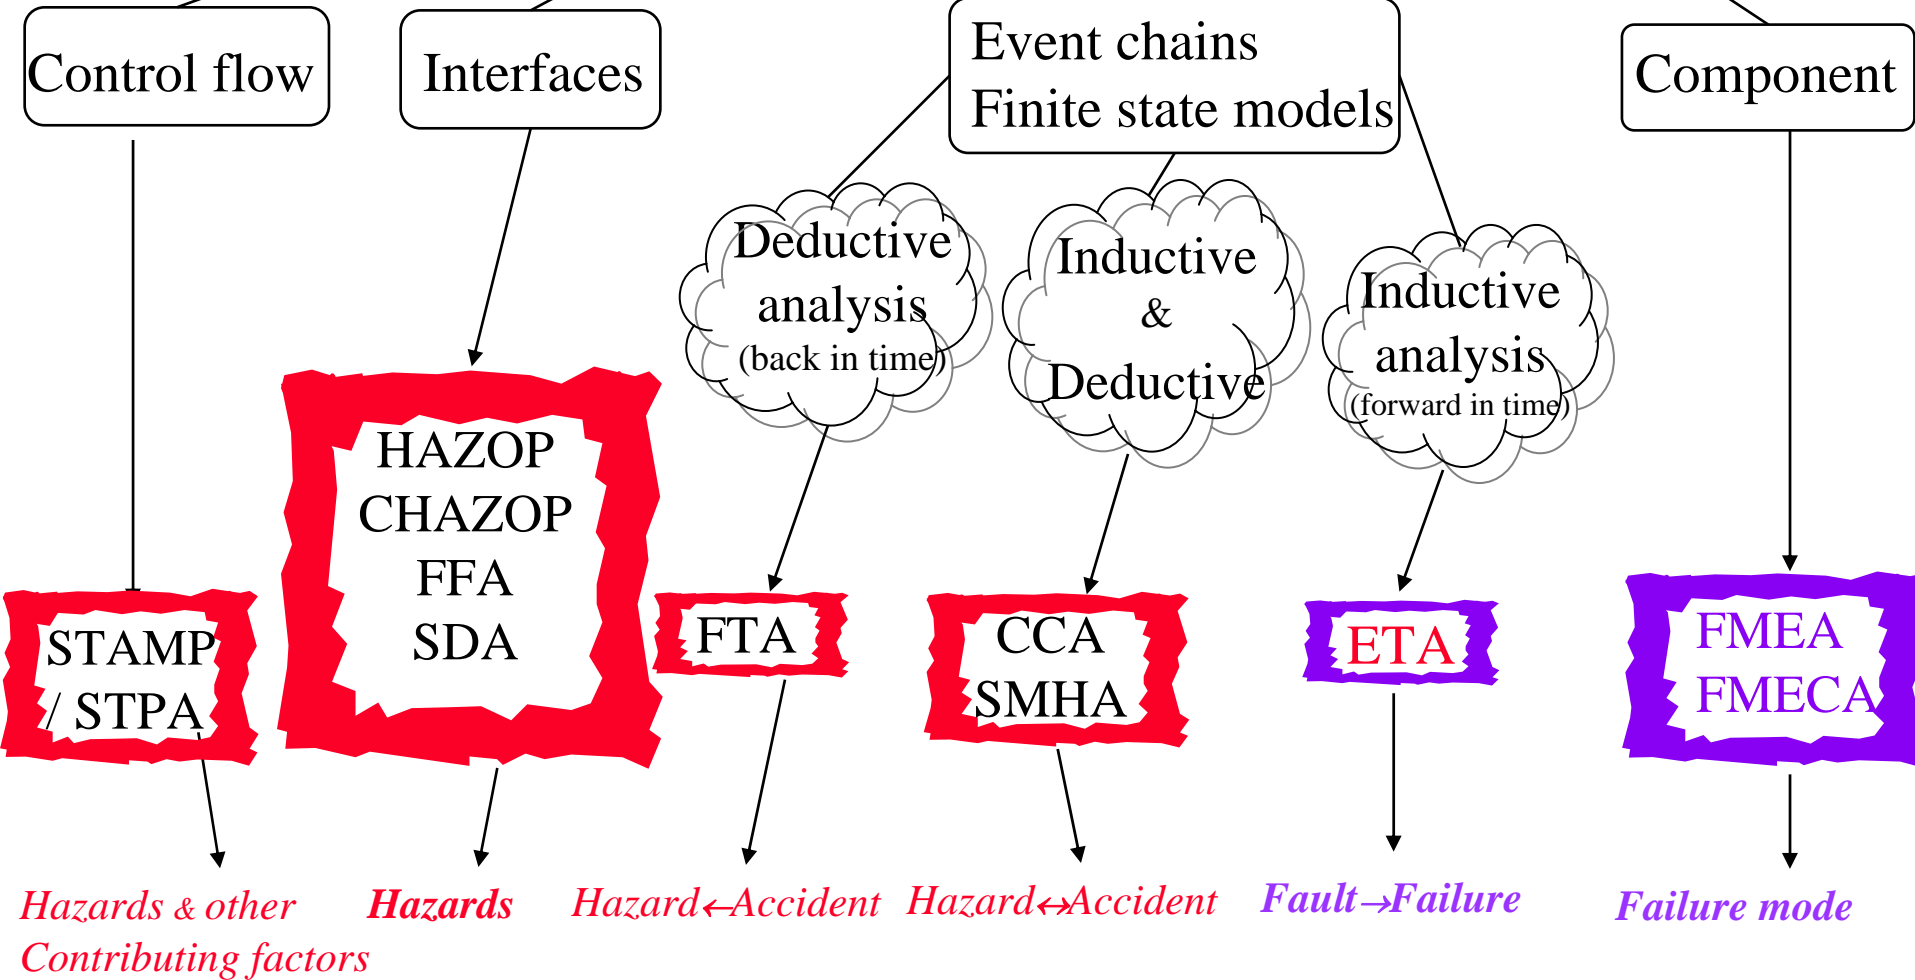 Control flow
Interfaces
Event chains
Finite state models
Component
Deductive
analysis
(back in time)
Inductive
&
Deductive
Inductive
analysis
(forward in time)
HAZOP
CHAZOP
FFA
SDA
STAMP
/ STPA
FTA
CCA
SMHA
ETA
FMEA
FMECA
Hazards & other
Contributing factors
Hazards
Hazard←Accident
Hazard↔Accident
Fault→Failure
Failure mode